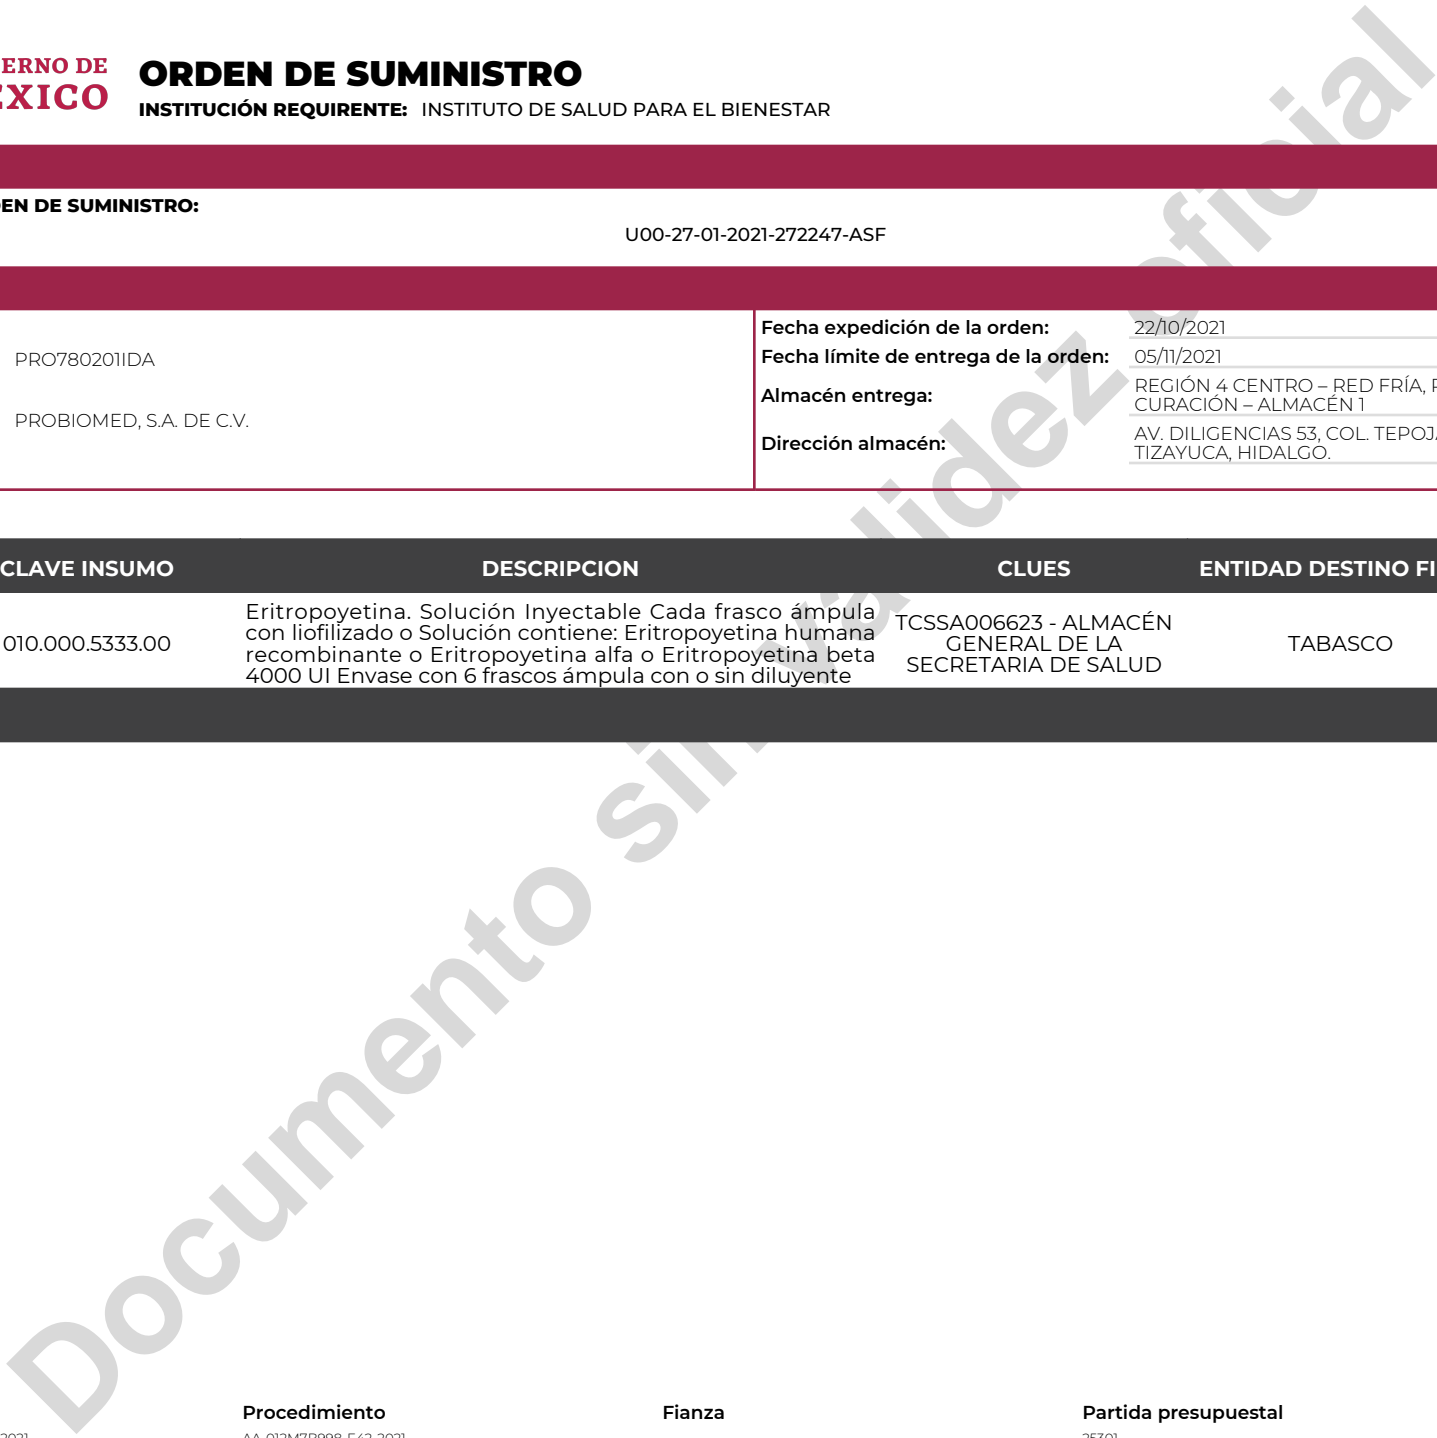 ERNO DE
EXICO
ORDEN DE SUMINISTRO
INSTITUCIÓN REQUIRENTE: INSTITUTO DE SALUD PARA EL BIENESTAR
EN DE SUMINISTRO:
U00-27-01-2021-272247-ASF
PRO780201IDA
PROBIOMED, S.A. DE C.V.
Fecha expedición de la orden: 22/10/2021
Fecha límite de entrega de la orden: 05/11/2021
Almacén entrega: REGIÓN 4 CENTRO – RED FRÍA,
CURACIÓN – ALMACÉN 1
Dirección almacén: AV. DILIGENCIAS 53, COL. TEPOJ
TIZAYUCA, HIDALGO.
CLAVE INSUMO DESCRIPCION CLUES ENTIDAD DESTINO FI
010.000.5333.00
Eritropoyetina. Solución Inyectable Cada frasco ámpula
con liofilizado o Solución contiene: Eritropoyetina humana
recombinante o Eritropoyetina alfa o Eritropoyetina beta
4000 UI Envase con 6 frascos ámpula con o sin diluyente
TCSSA006623 - ALMACÉN
GENERAL DE LA
SECRETARIA DE SALUD
TABASCO
Documento sin validez oficial
Procedimiento Fianza Partida presupuestal